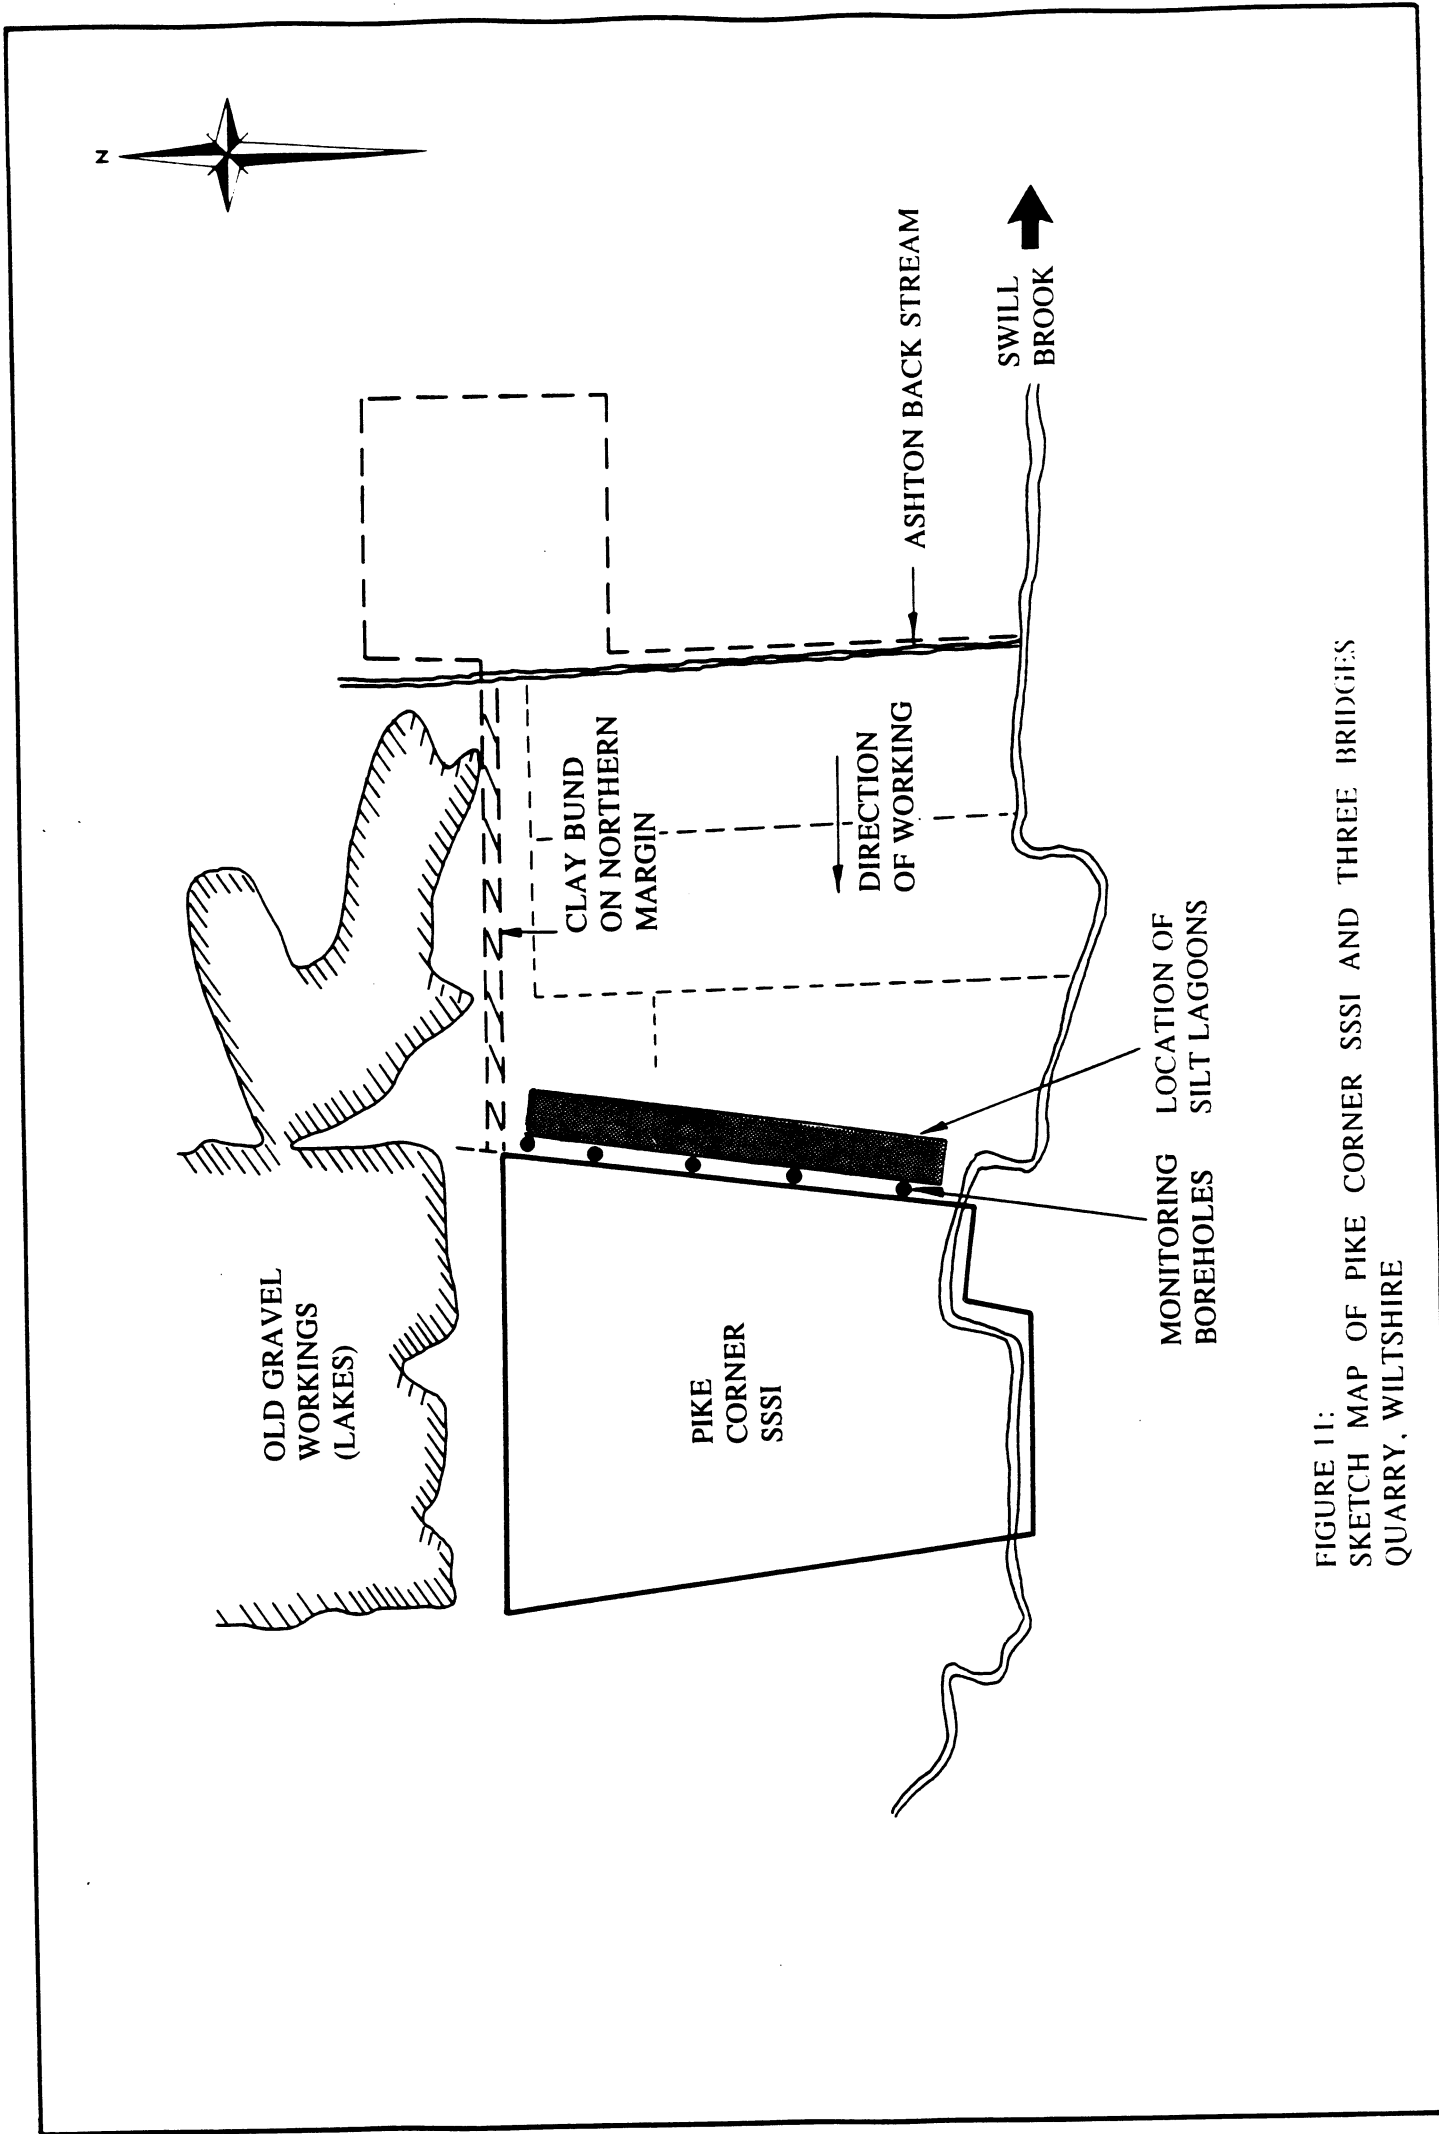 N
OLD GRAVEL
WORKINGS
(LAKES)
CLAY BUND
ON NORTHERN
MARGIN
PIKE
CORNER
SSSI
DIRECTION
OF WORKING
ASHTON BACK STREAM
SWILL
BROOK
MONITORING
BOREHOLES
LOCATION OF
SILT LAGOONS
FIGURE 11:
SKETCH MAP OF PIKE CORNER SSSI AND THREE BRIDGES
QUARRY, WILTSHIRE